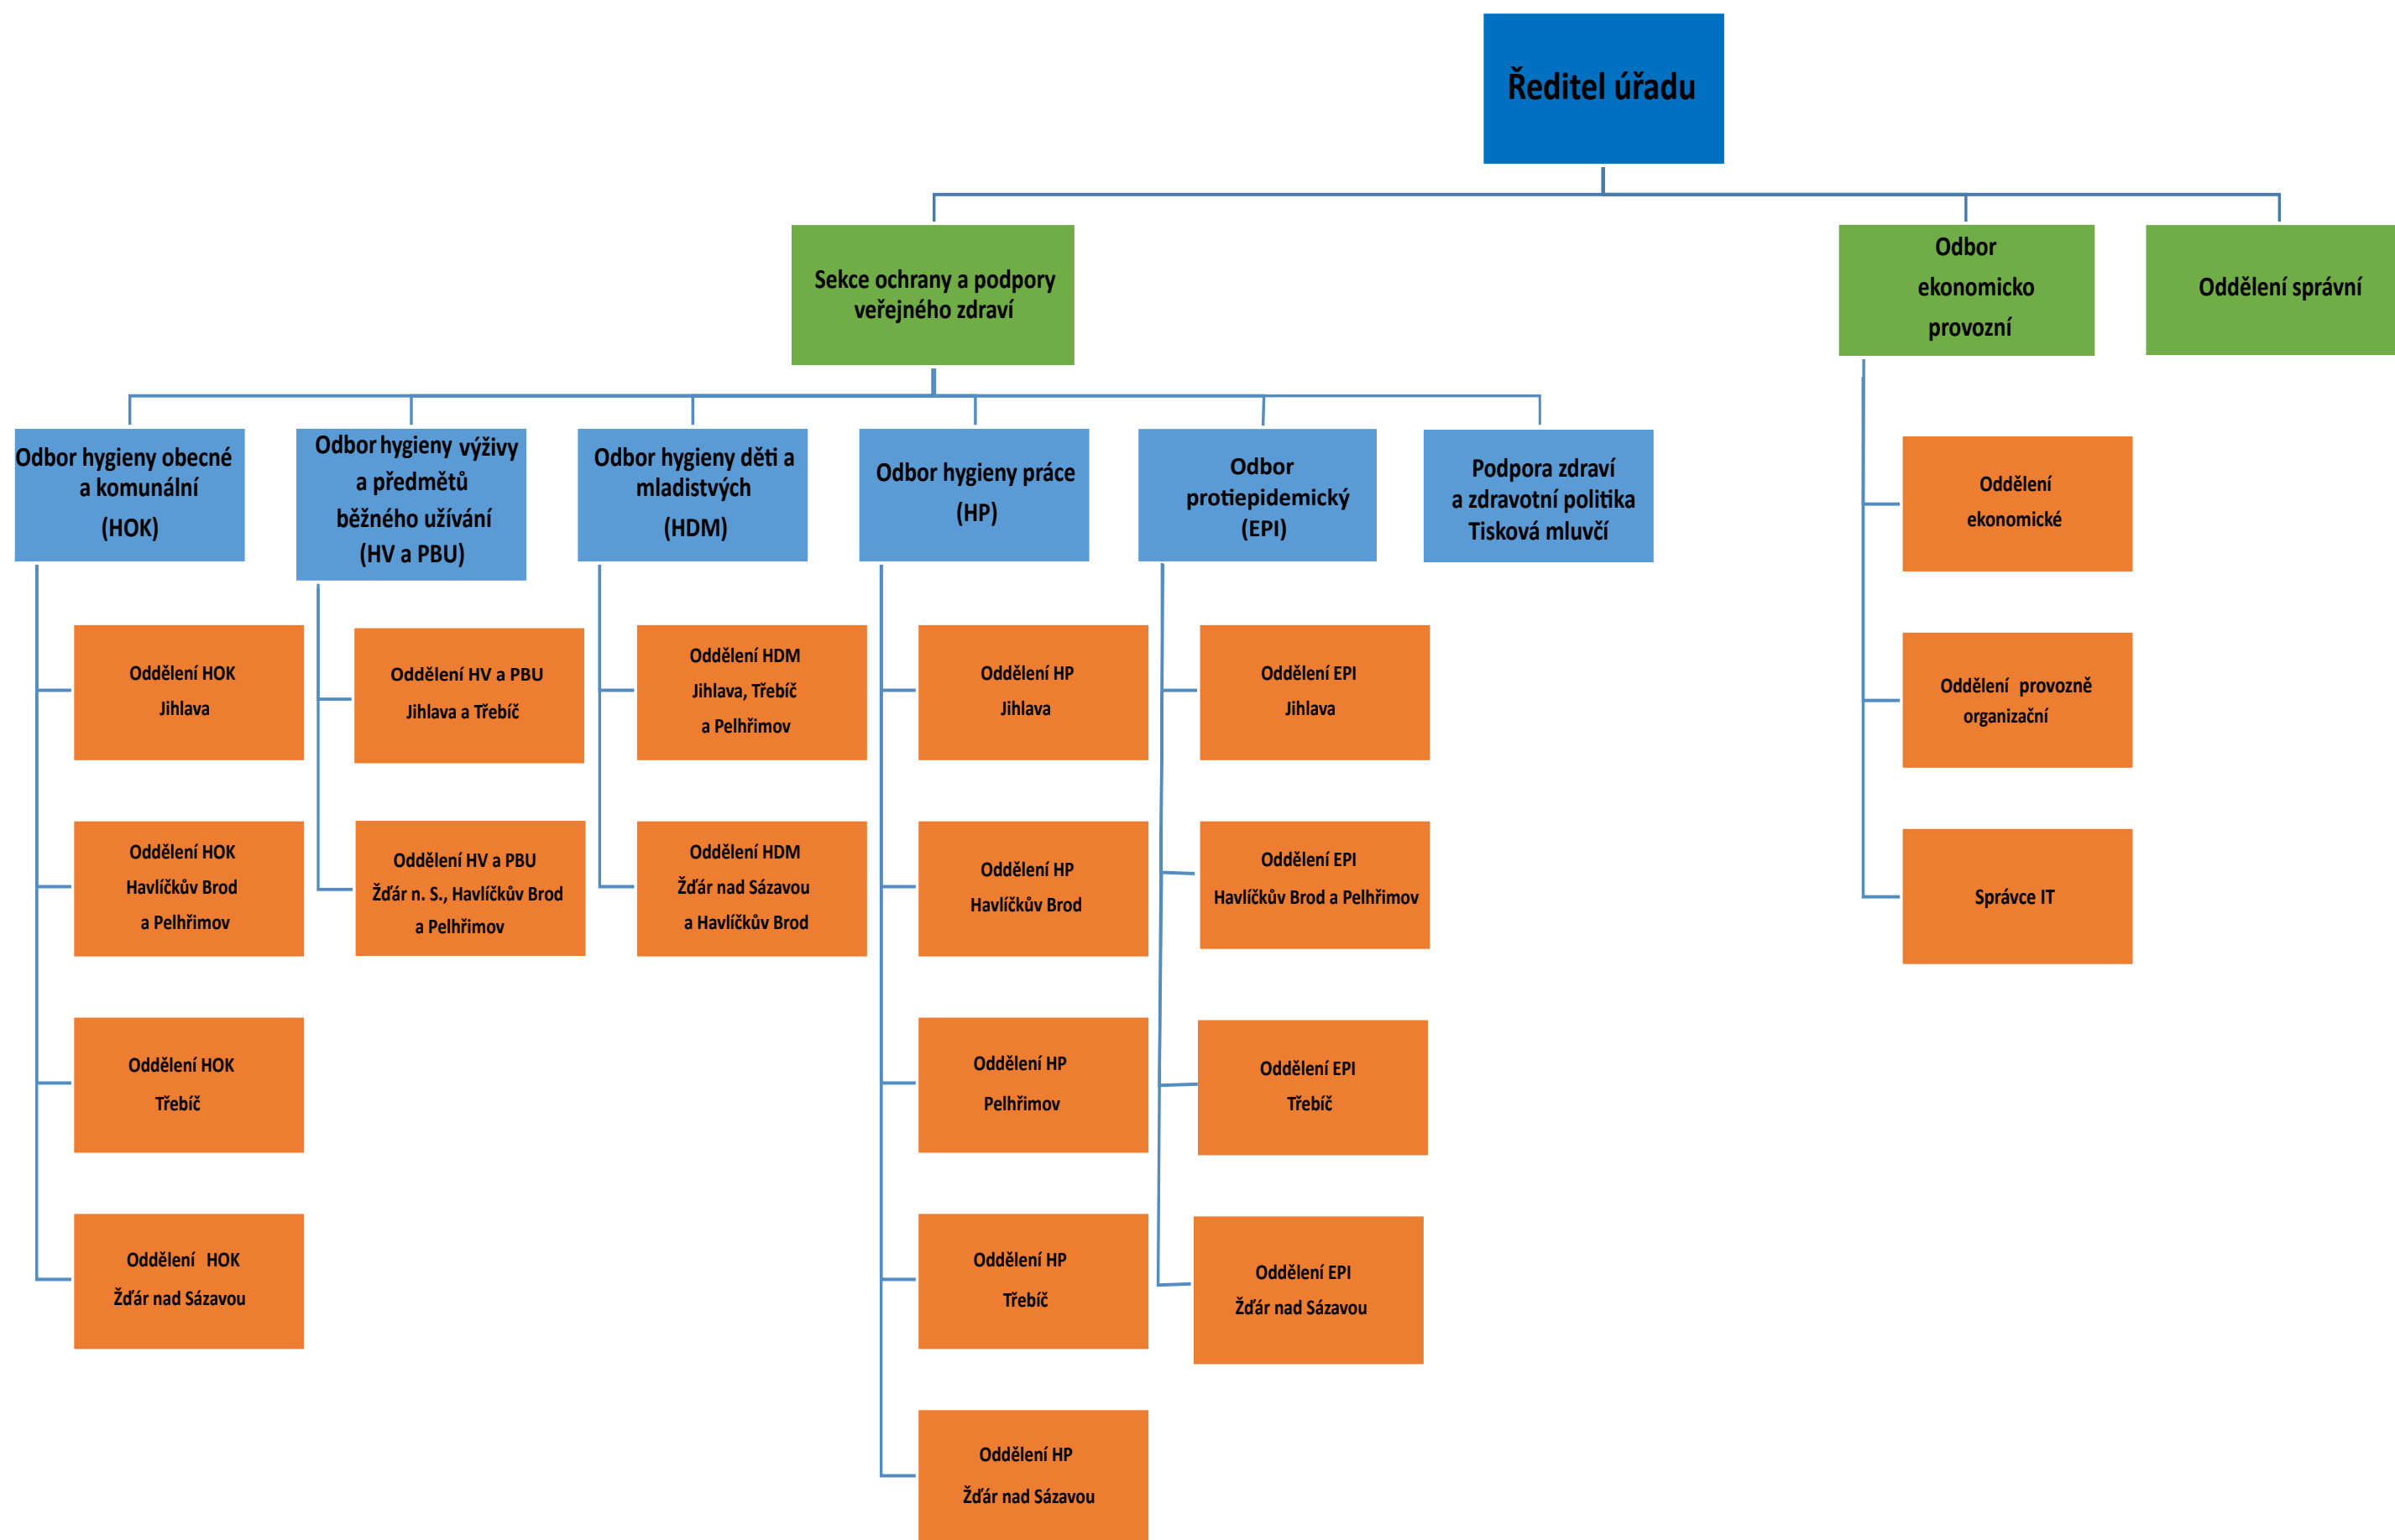 Ředitel úřadu
Sekce ochrany a podpory
veřejného zdraví
Odbor
ekonomicko
provozní
Oddělení správní
Odbor hygieny obecné
a komunální
(HOK)
Odbor hygieny výživy
a předmětů
běžného užívání
(HV a PBU)
Odbor hygieny děti a
mladistvých
(HDM)
Odbor hygieny práce
(HP)
Odbor
protiepidemický
(EPI)
Podpora zdraví
a zdravotní politika
Tisková mluvčí
Oddělení HOK
Jihlava
Oddělení HOK
Havlíčkův Brod
a Pelhřimov
Oddělení HOK
Třebíč
Oddělení HOK
Žďár nad Sázavou
Oddělení HV a PBU
Jihlava a Třebíč
Oddělení HV a PBU
Žďár n. S., Havlíčkův Brod
a Pelhřimov
Oddělení HDM
Jihlava, Třebíč
a Pelhřimov
Oddělení HDM
Žďár nad Sázavou
a Havlíčkův Brod
Oddělení HP
Jihlava
Oddělení HP
Havlíčkův Brod
Oddělení HP
Pelhřimov
Oddělení HP
Třebíč
Oddělení HP
Žďár nad Sázavou
Oddělení EPI
Jihlava
Oddělení EPI
Havlíčkův Brod a Pelhřimov
Oddělení EPI
Třebíč
Oddělení EPI
Žďár nad Sázavou
Oddělení
ekonomické
Oddělení provozně
organizační
Správce IT